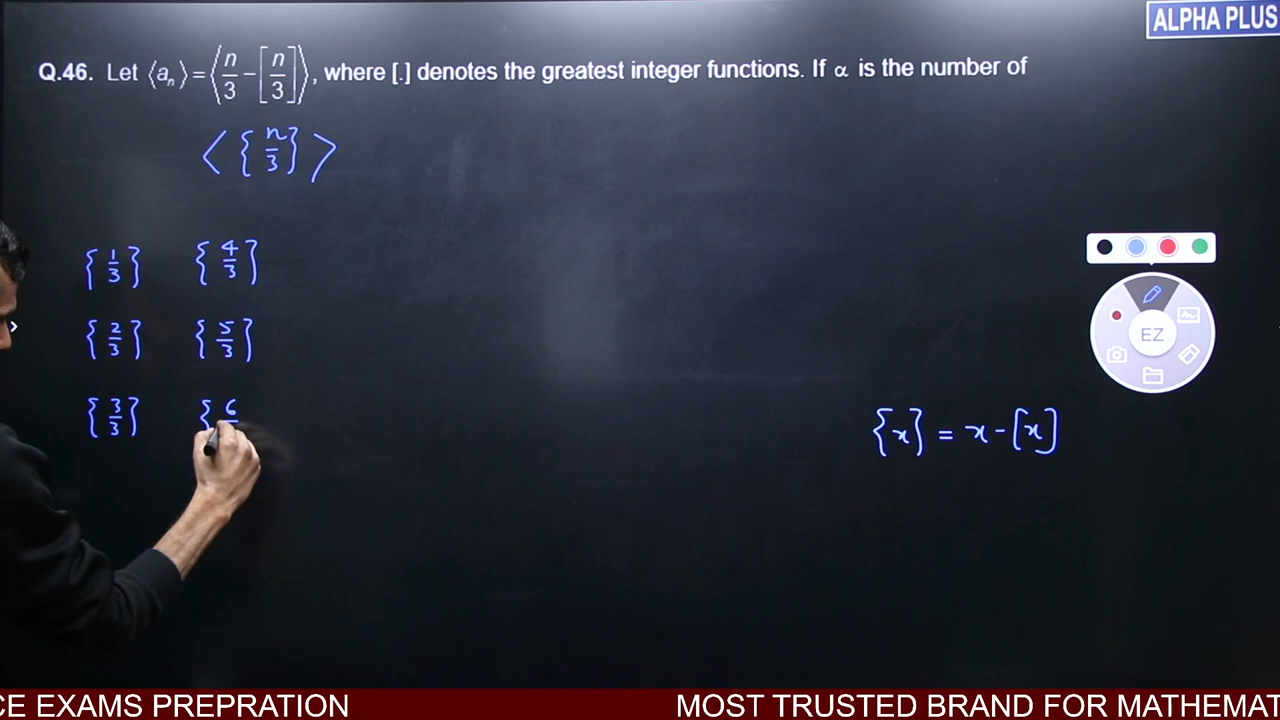 ALPHA PLUS
Q.46. Let ⟨aₙ⟩ = ⟨n/3 − [n/3]⟩, where [.] denotes the greatest integer functions. If α is the number of
< {n/3} >
{1/3} {4/3}
{2/3} {5/3}
{3/3} {6/
{x} = x - [x]
EZ
CE EXAMS PREPRATION MOST TRUSTED BRAND FOR MATHEMAT